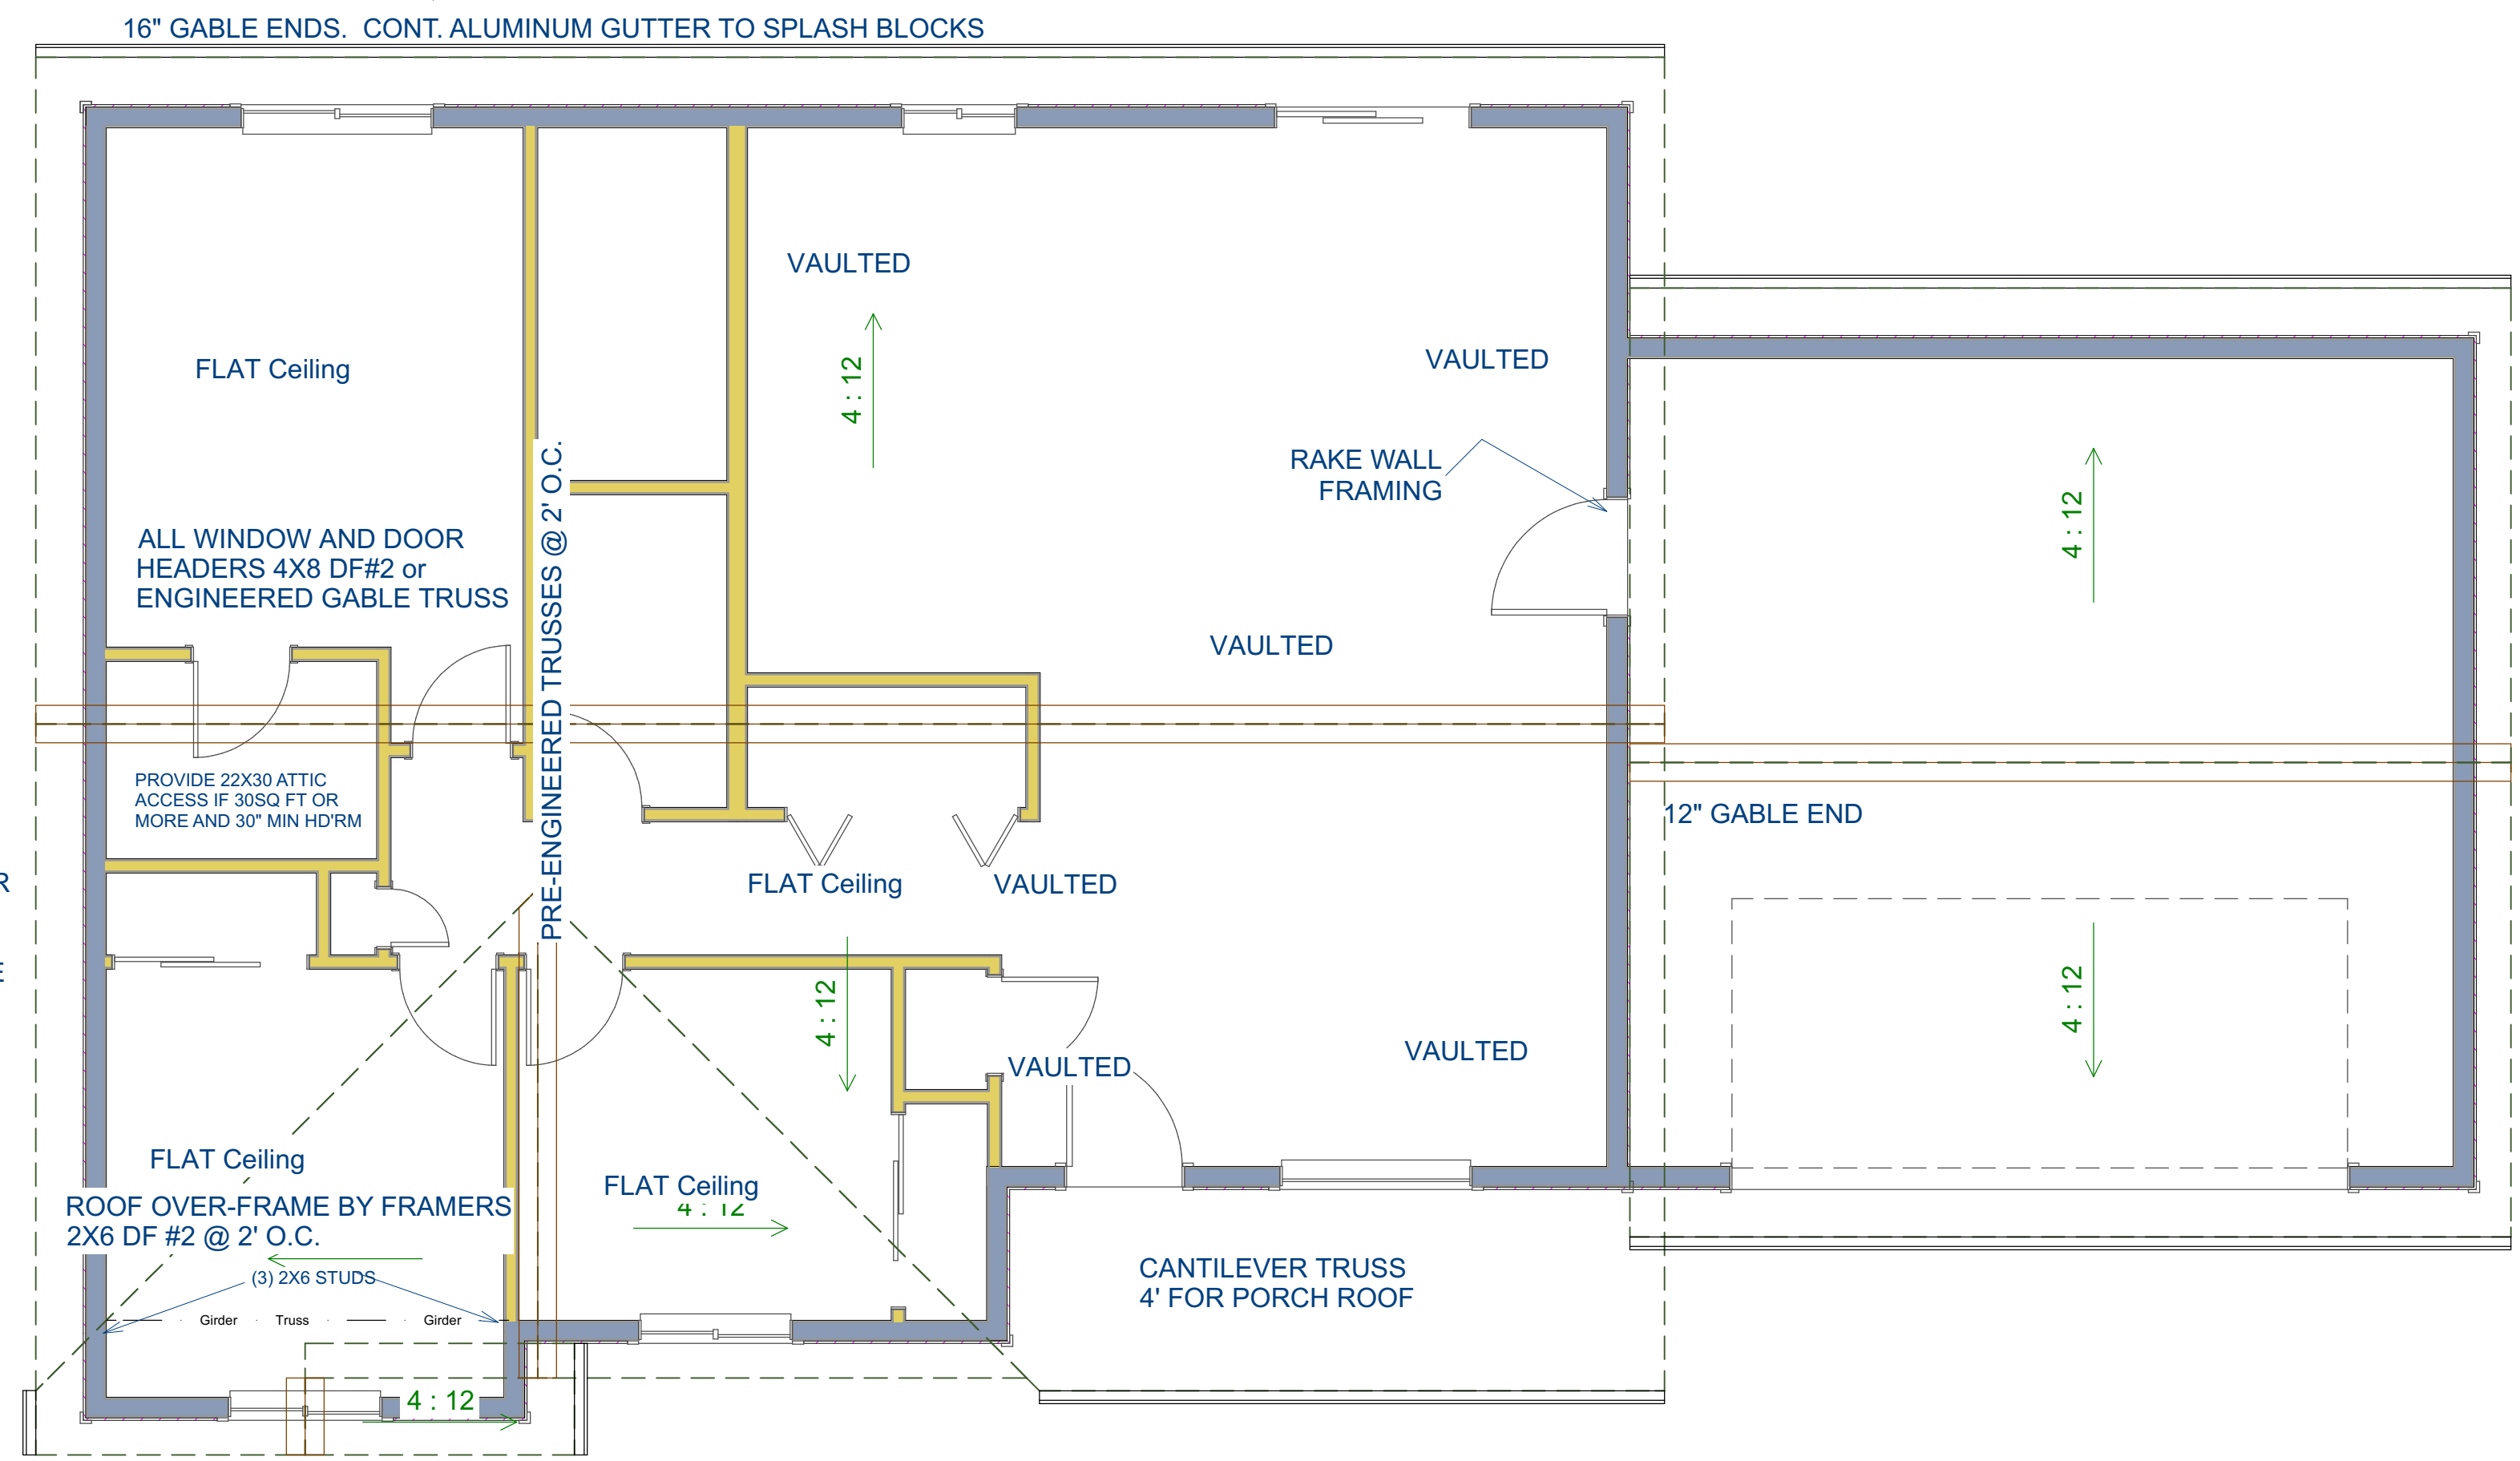 16" GABLE ENDS.  CONT. ALUMINUM GUTTER TO SPLASH BLOCKS
VAULTED
FLAT Ceiling
4 : 12
VAULTED
RAKE WALL
FRAMING
4 : 12
ALL WINDOW AND DOOR
HEADERS 4X8 DF#2 or
ENGINEERED GABLE TRUSS
PRE-ENGINEERED TRUSSES @ 2' O.C.
VAULTED
PROVIDE 22X30 ATTIC
ACCESS IF 30SQ FT OR
MORE AND 30" MIN HD'RM
12" GABLE END
R
FLAT Ceiling
VAULTED
E
4 : 12
4 : 12
VAULTED
VAULTED
FLAT Ceiling
FLAT Ceiling
4 : 12
ROOF OVER-FRAME BY FRAMERS
2X6 DF #2 @ 2' O.C.
(3) 2X6 STUDS
CANTILEVER TRUSS
4' FOR PORCH ROOF
Girder Truss Girder
4 : 12